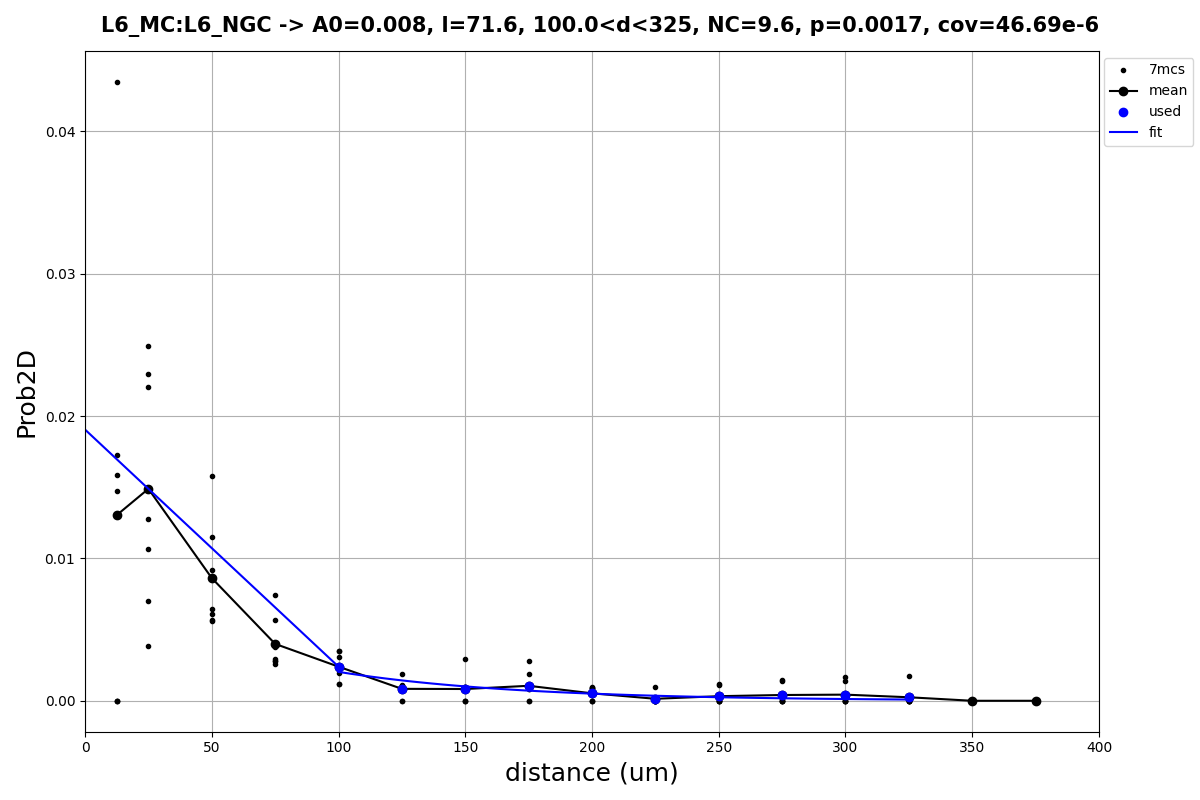 L6_MC:L6_NGC -> A0=0.008, l=71.6, 100.0<d<325, NC=9.6, p=0.0017, cov=46.69e-6
7mcs
mean
used
fit
0.04
0.03
0.02
0.01
0.00
Prob2D
0
50
100
150
200
250
300
350
400
distance (um)